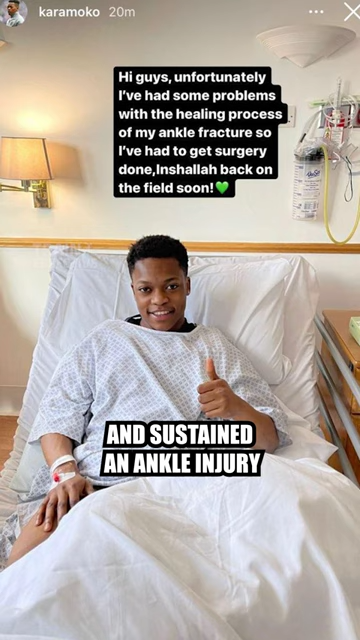 karamoko 20m
Hi guys, unfortunately
I've had some problems
with the healing process
of my ankle fracture so
I've had to get surgery
done,Inshallah back on
the field soon!💚
AND SUSTAINED
AN ANKLE INJURY